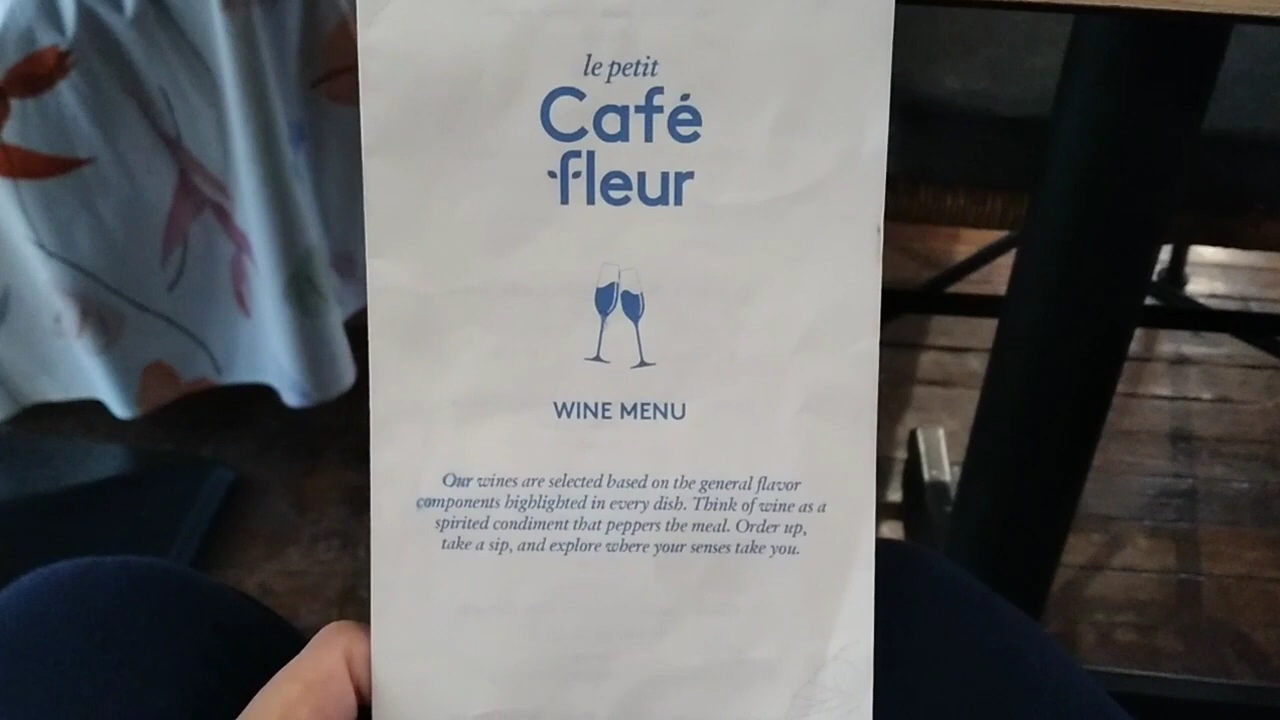 le petit
Café
fleur
WINE MENU
Our wines are selected based on the general flavor
components highlighted in every dish. Think of wine as a
spirited condiment that peppers the meal. Order up,
take a sip, and explore where your senses take you.